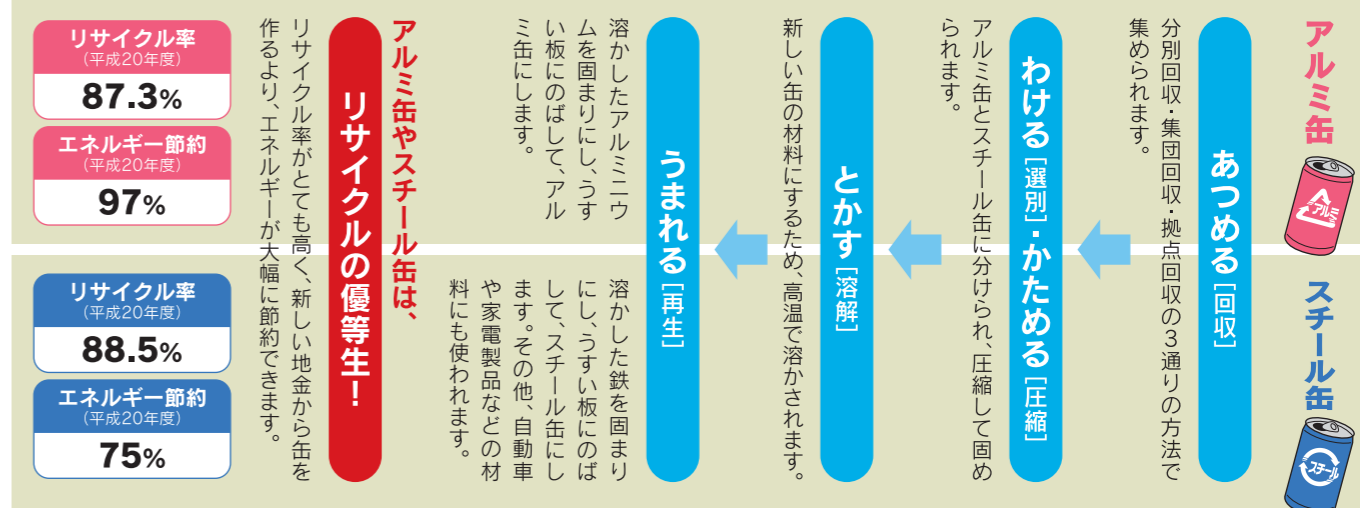 アルミ缶
アルミ
スチール缶
スチール
あつめる[回収]
分別回収・集団回収・拠点回収の3通りの方法で
集められます。
わける[選別]・かためる[圧縮]
アルミ缶とスチール缶に分けられ、圧縮して固め
られます。
とかす[溶解]
新しい缶の材料にするため、高温で溶かされます。
うまれる[再生]
溶かしたアルミニウ
ムを固まりにし、うす
い板にのばして、アル
ミ缶にします。
溶かした鉄を固まり
にし、うすい板にのば
して、スチール缶にし
ます。その他、自動車
や家電製品などの材
料にも使われます。
アルミ缶やスチール缶は、
リサイクルの優等生!
リサイクル率がとても高く、新しい地金から缶を
作るより、エネルギーが大幅に節約できます。
リサイクル率
(平成20年度)
87.3%
エネルギー節約
(平成20年度)
97%
リサイクル率
(平成20年度)
88.5%
エネルギー節約
(平成20年度)
75%